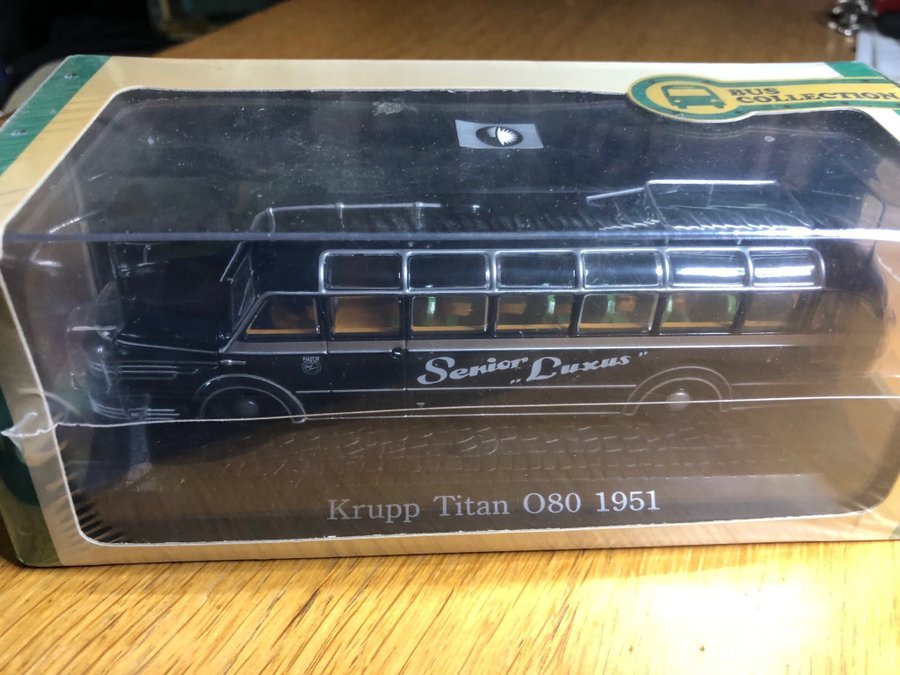 BUS
COLLECTION
Senior
„Luxus"
Krupp Titan O80 1951